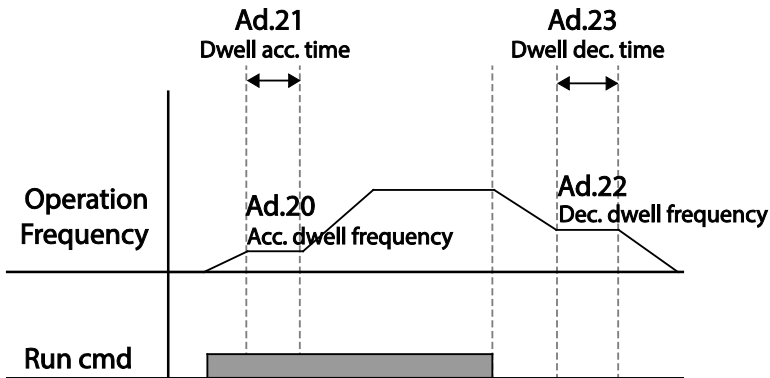 Ad.21
Dwell acc. time
Ad.23
Dwell dec. time
Operation
Frequency
Ad.20
Acc. dwell frequency
Ad.22
Dec. dwell frequency
Run cmd